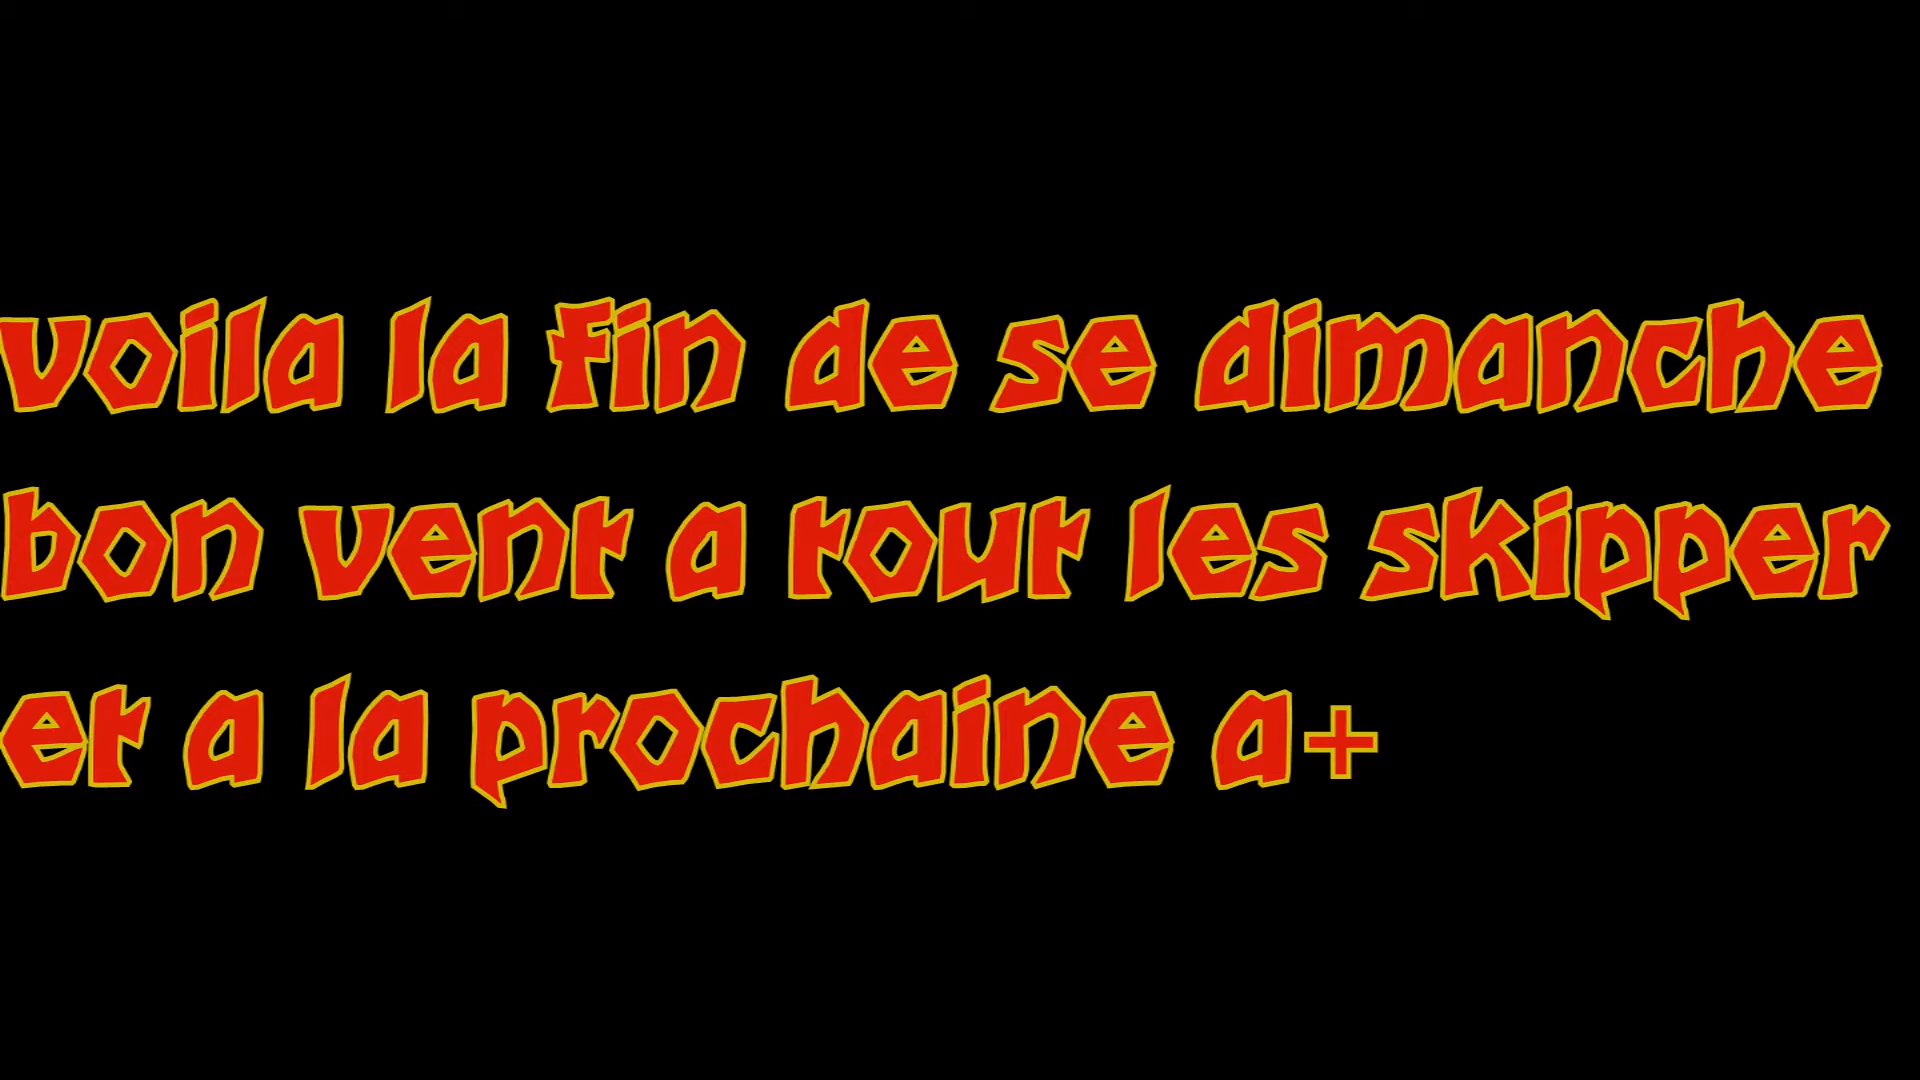 voila la fin de se dimanche
bon vent a tout les skipper
et a la prochaine a+